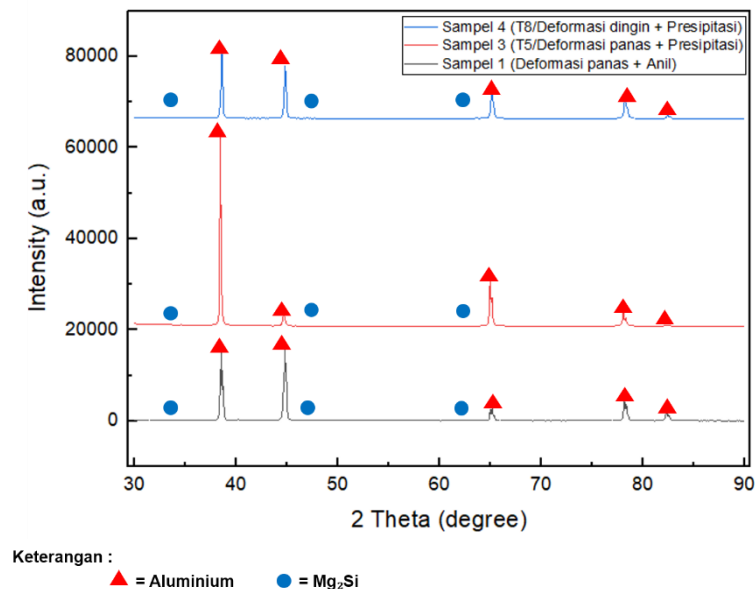 Sampel 4 (T8/Deformasi dingin + Presipitasi)
Sampel 3 (T5/Deformasi panas + Presipitasi)
Sampel 1 (Deformasi panas + Anil)
80000
60000
40000
20000
0
Intensity (a.u.)
30 40 50 60 70 80 90
2 Theta (degree)
Keterangan :
= Aluminium = Mg₂Si